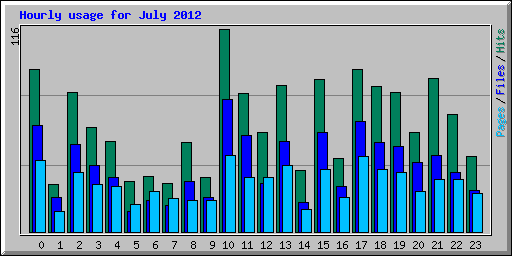 Hourly usage for July 2012
116
Pages / Files / Hits
0 1 2 3 4 5 6 7 8 9 10 11 12 13 14 15 16 17 18 19 20 21 22 23